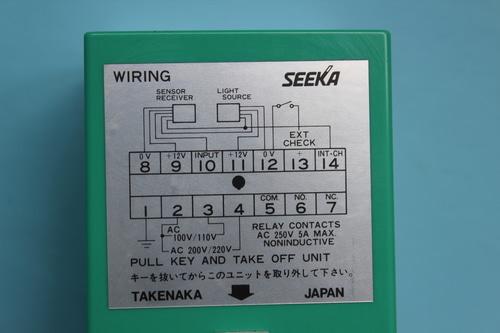 WIRING SEEKA
SENSOR RECEIVER LIGHT SOURCE
EXT CHECK
0V +12V INPUT +12V 0V + INT-CH
8 9 10 11 12 13 14
1 2 3 4 5 6 7
COM. NO. NC.
AC 100V/110V
AC 200V/220V
RELAY CONTACTS
AC 250V 5A MAX.
NONINDUCTIVE
PULL KEY AND TAKE OFF UNIT
キーを抜いてからこのユニットを取り外して下さい。
TAKENAKA JAPAN